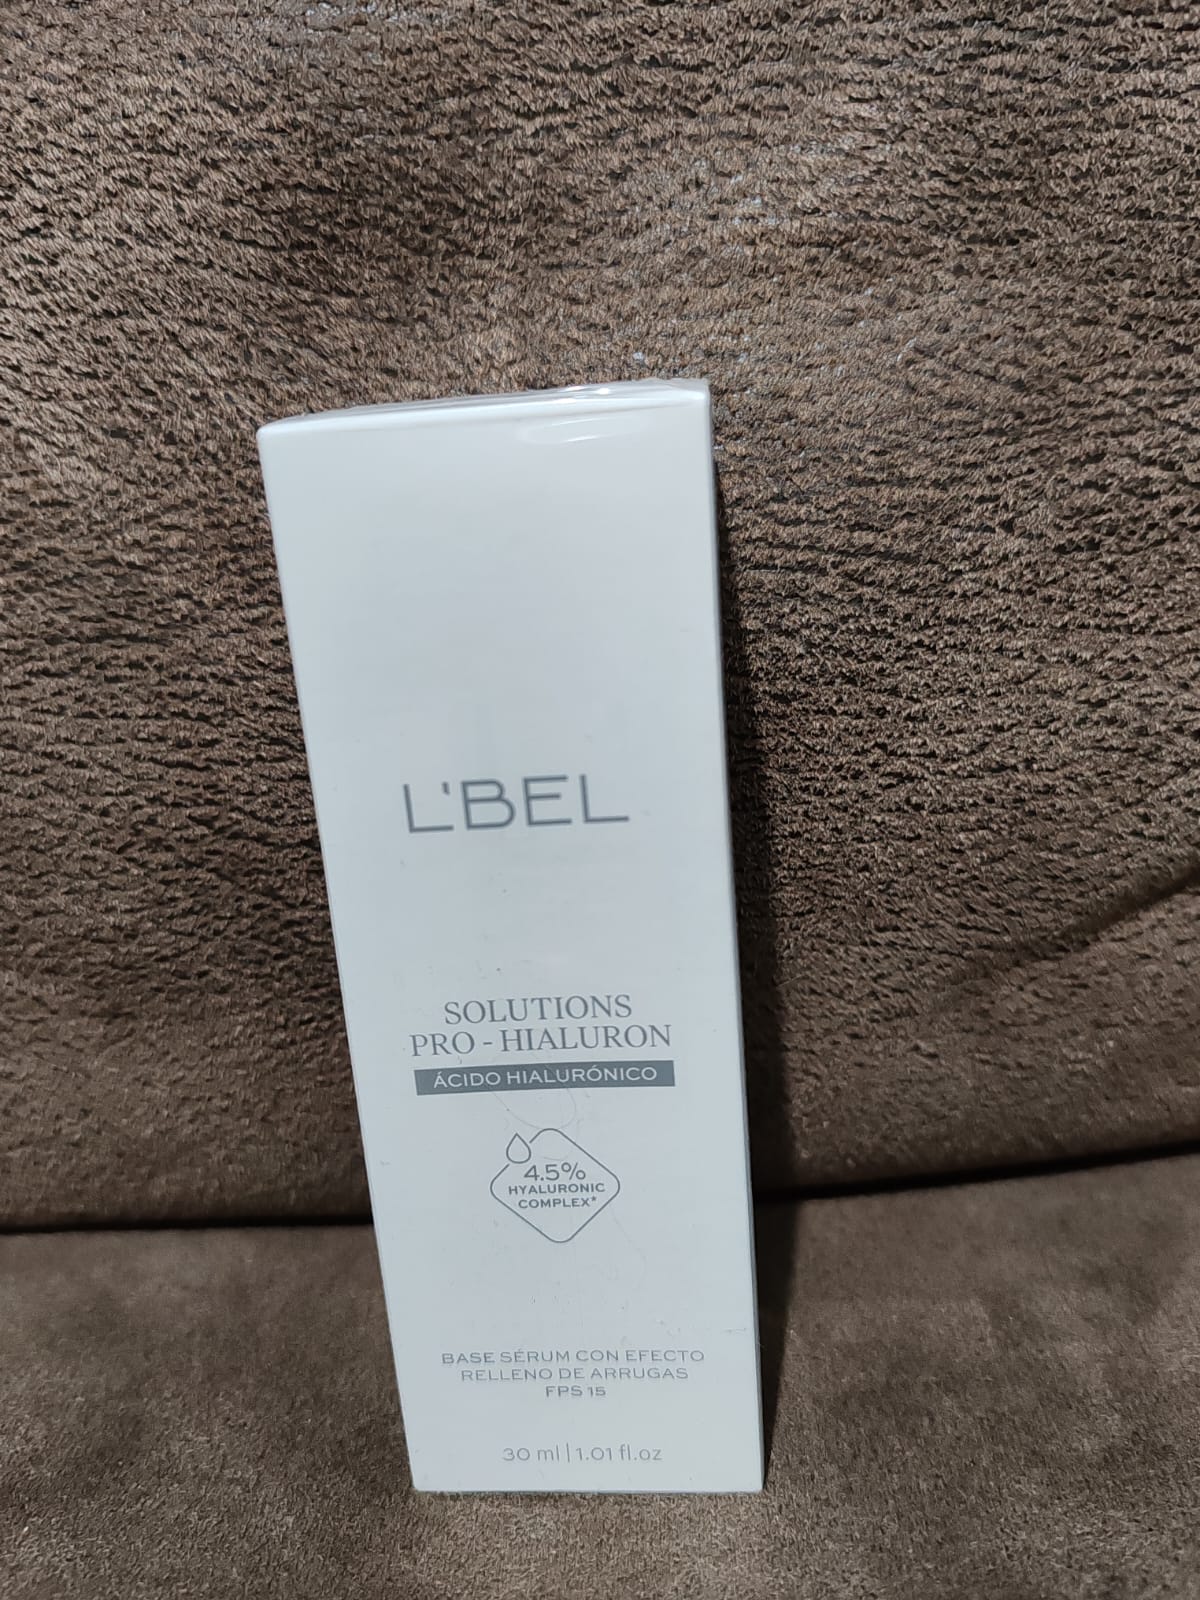 L'BEL
SOLUTIONS
PRO - HIALURON
ÁCIDO HIALURÓNICO
4.5%
HYALURONIC
COMPLEX*
BASE SÉRUM CON EFECTO
RELLENO DE ARRUGAS
FPS 15
30 ml | 1.01 fl.oz